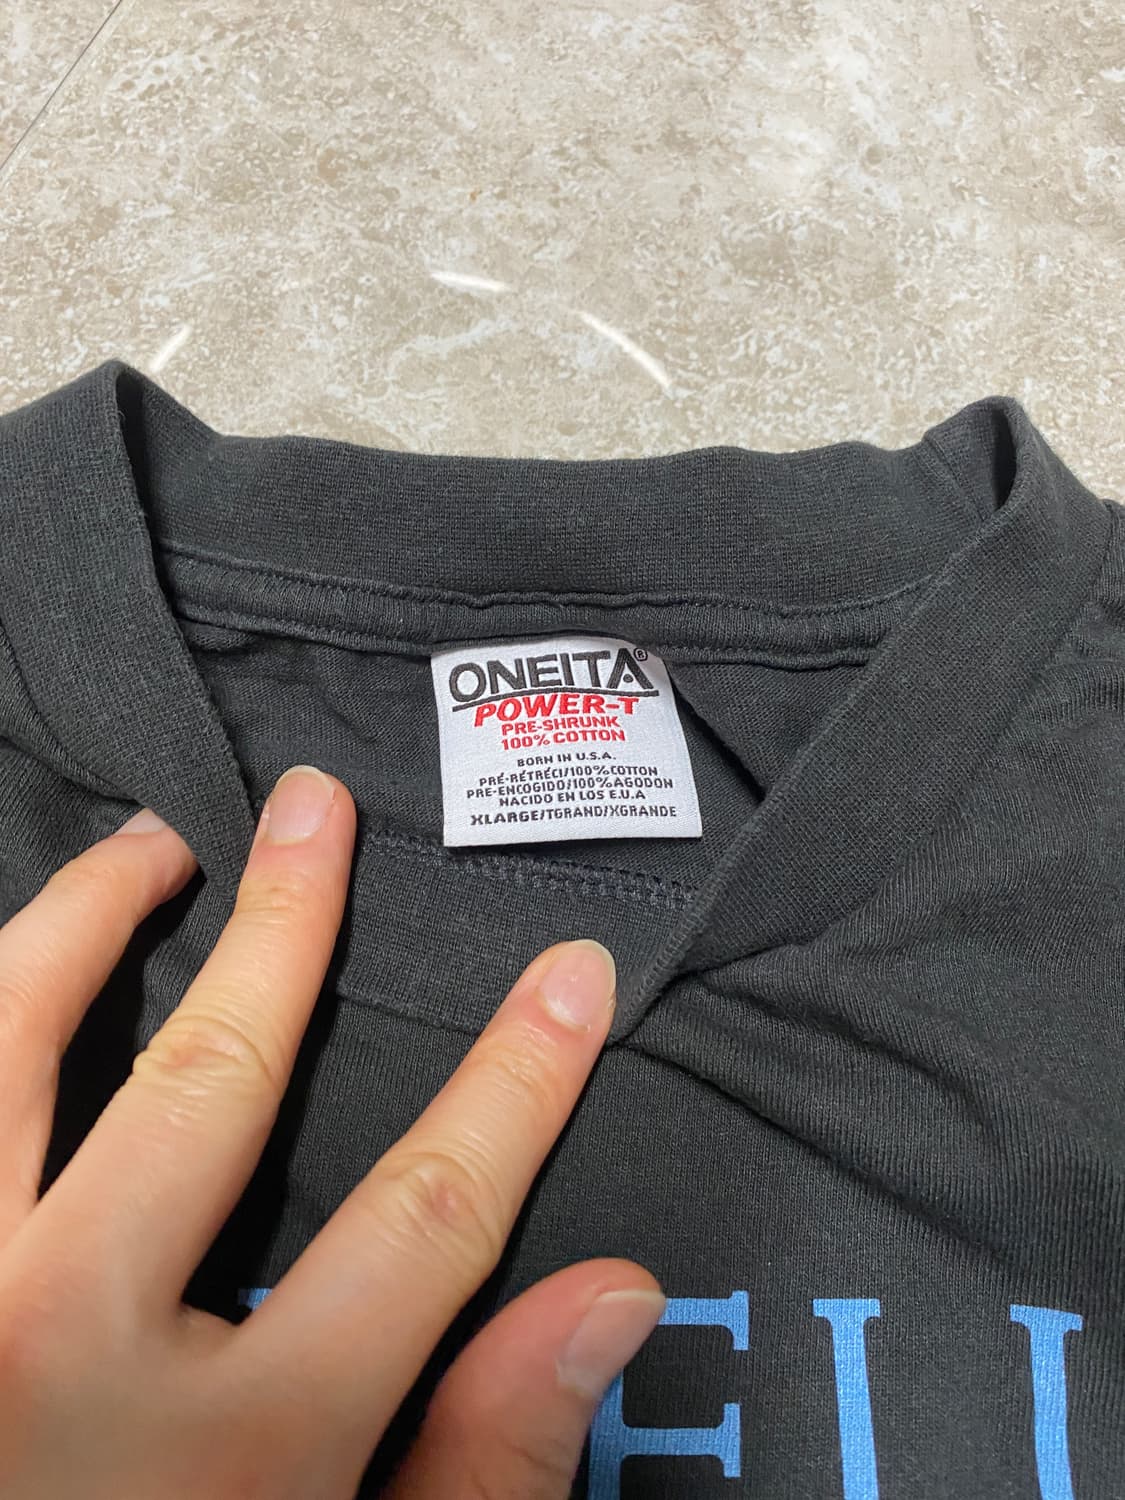 ONEITA®
POWER-T
PRE-SHRUNK
100% COTTON
BORN IN U.S.A.
PRÉ-RÉTRÉCI/100% COTTON
PRE-ENCOGIDO/100% AGODON
NACIDO EN LOS E.U.A
XLARGE/TGRAND/XGRANDE